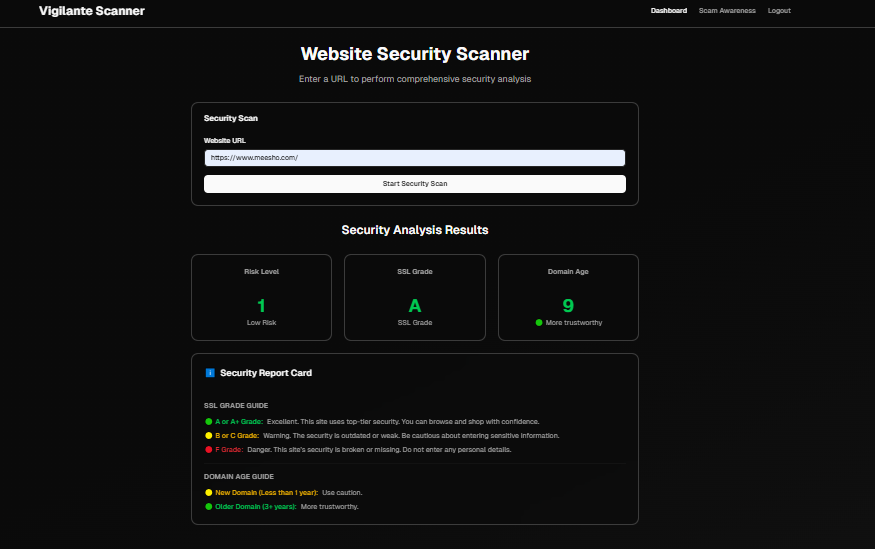 Vigilante Scanner
Dashboard Scam Awareness Logout
Website Security Scanner
Enter a URL to perform comprehensive security analysis
Security Scan
Website URL
https://www.meesho.com/
Start Security Scan
Security Analysis Results
Risk Level
1
Low Risk
SSL Grade
A
SSL Grade
Domain Age
9
More trustworthy
Security Report Card
SSL GRADE GUIDE
A or A+ Grade: Excellent. This site uses top-tier security. You can browse and shop with confidence.
B or C Grade: Warning. The security is outdated or weak. Be cautious about entering sensitive information.
F Grade: Danger. This site's security is broken or missing. Do not enter any personal details.
DOMAIN AGE GUIDE
New Domain (Less than 1 year): Use caution.
Older Domain (3+ years): More trustworthy.